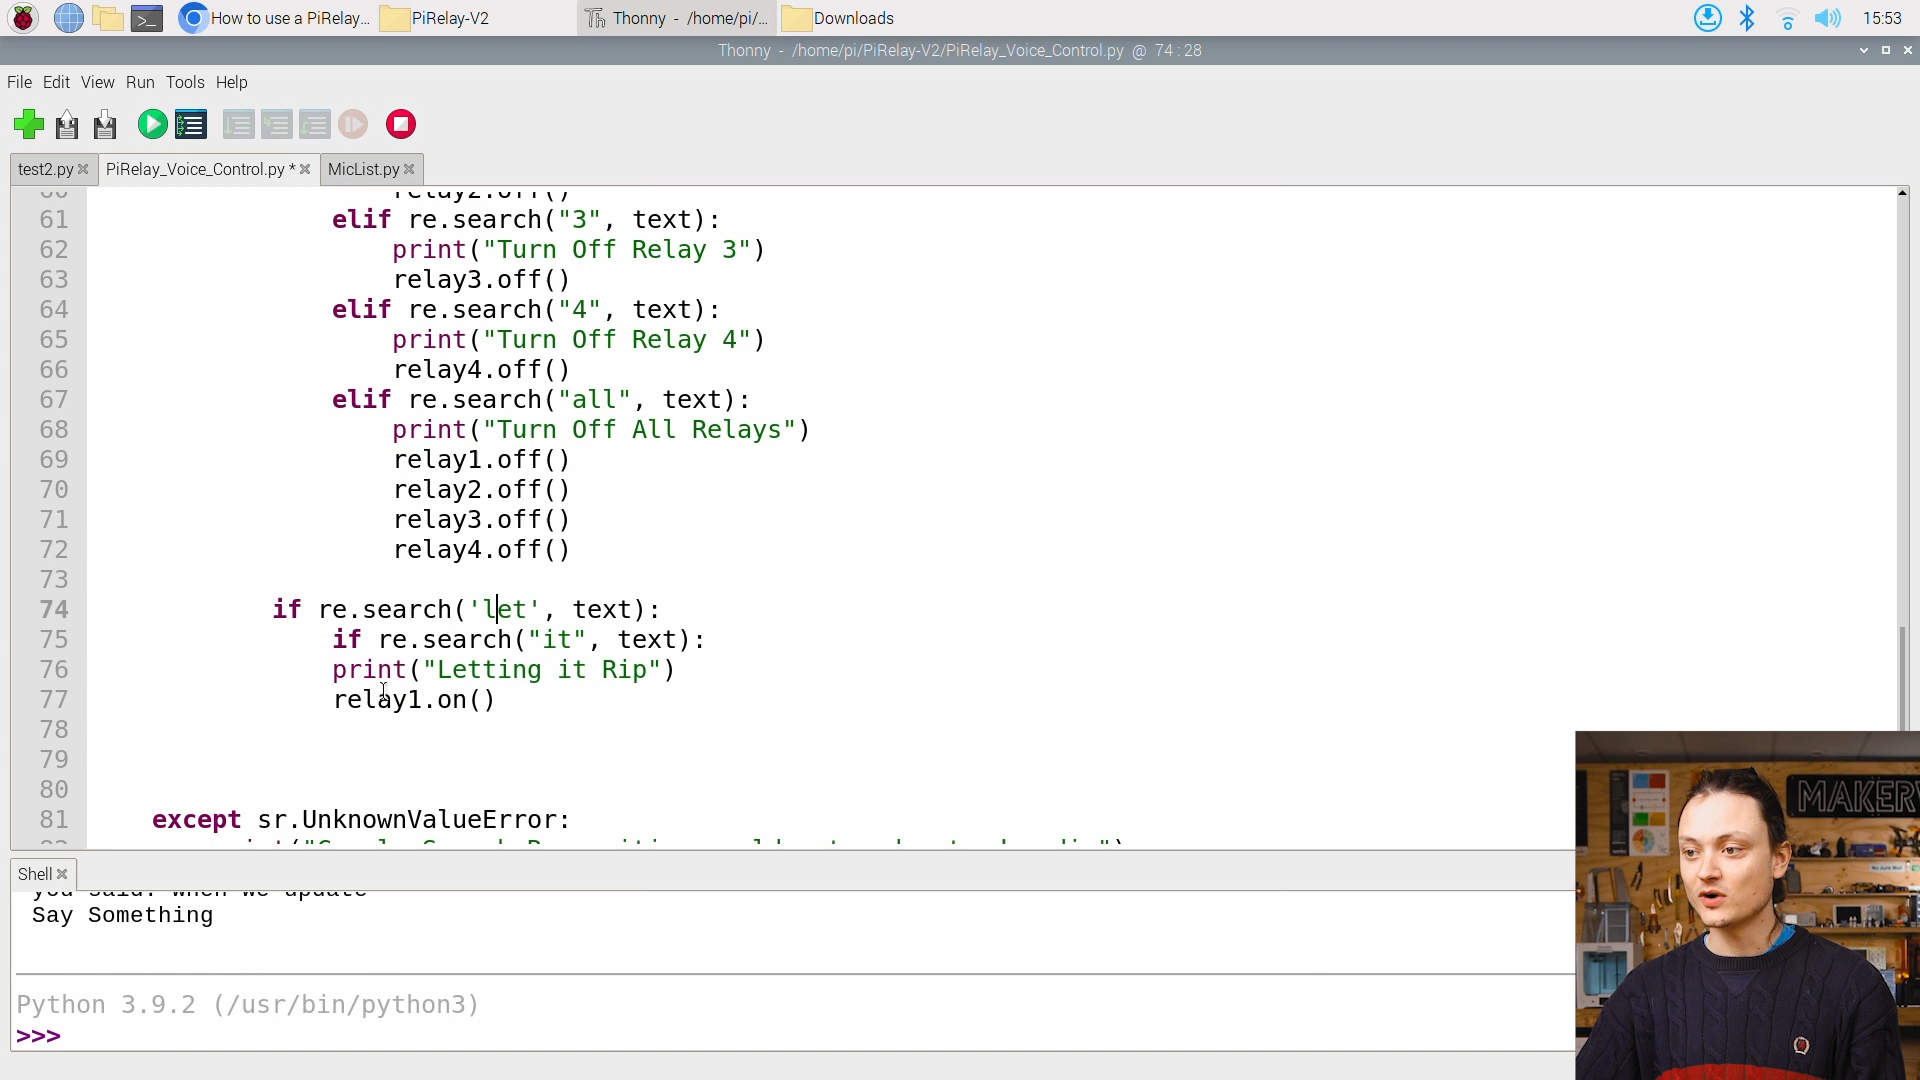 How to use a PiRelay...
PiRelay-V2
Thonny - /home/pi/...
Downloads
15:53
Thonny - /home/pi/PiRelay-V2/PiRelay_Voice_Control.py @ 74 : 28
File Edit View Run Tools Help
test2.py
PiRelay_Voice_Control.py *
MicList.py
60 relay2.off()
61 elif re.search("3", text):
62 print("Turn Off Relay 3")
63 relay3.off()
64 elif re.search("4", text):
65 print("Turn Off Relay 4")
66 relay4.off()
67 elif re.search("all", text):
68 print("Turn Off All Relays")
69 relay1.off()
70 relay2.off()
71 relay3.off()
72 relay4.off()
73
74 if re.search('let', text):
75 if re.search("it", text):
76 print("Letting it Rip")
77 relay1.on()
78
79
80
81 except sr.UnknownValueError:
Shell
you said: when we update
Say Something
Python 3.9.2 (/usr/bin/python3)
>>>
MAKERV